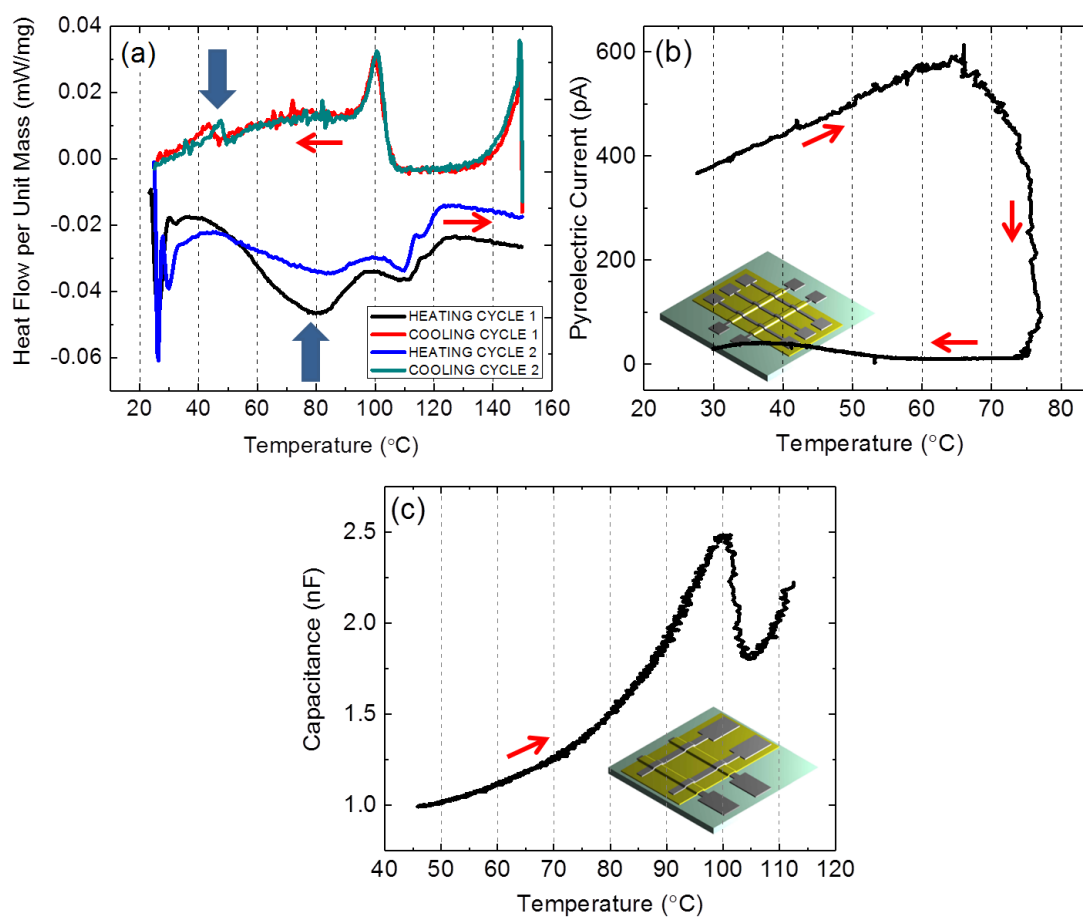 (a)
Heat Flow per Unit Mass (mW/mg)
0.04
0.02
0.00
-0.02
-0.04
-0.06
HEATING CYCLE 1
COOLING CYCLE 1
HEATING CYCLE 2
COOLING CYCLE 2
20 40 60 80 100 120 140 160
Temperature (°C)
(b)
Pyroelectric Current (pA)
600
400
200
0
20 30 40 50 60 70 80
Temperature (°C)
(c)
Capacitance (nF)
2.5
2.0
1.5
1.0
40 50 60 70 80 90 100 110 120
Temperature (°C)